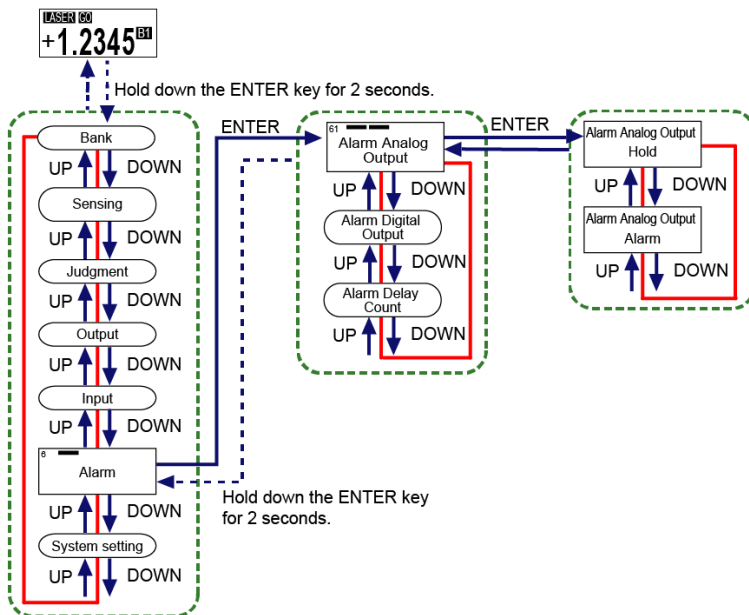 LASER GO
+1.2345 B1
Hold down the ENTER key for 2 seconds.
Bank
UP DOWN
Sensing
UP DOWN
Judgment
UP DOWN
Output
UP DOWN
Input
UP DOWN
6
Alarm
UP DOWN
System setting
UP DOWN
ENTER
61
Alarm Analog
Output
UP DOWN
Alarm Digital
Output
UP DOWN
Alarm Delay
Count
UP DOWN
Hold down the ENTER key
for 2 seconds.
ENTER
Alarm Analog Output
Hold
UP DOWN
Alarm Analog Output
Alarm
UP DOWN